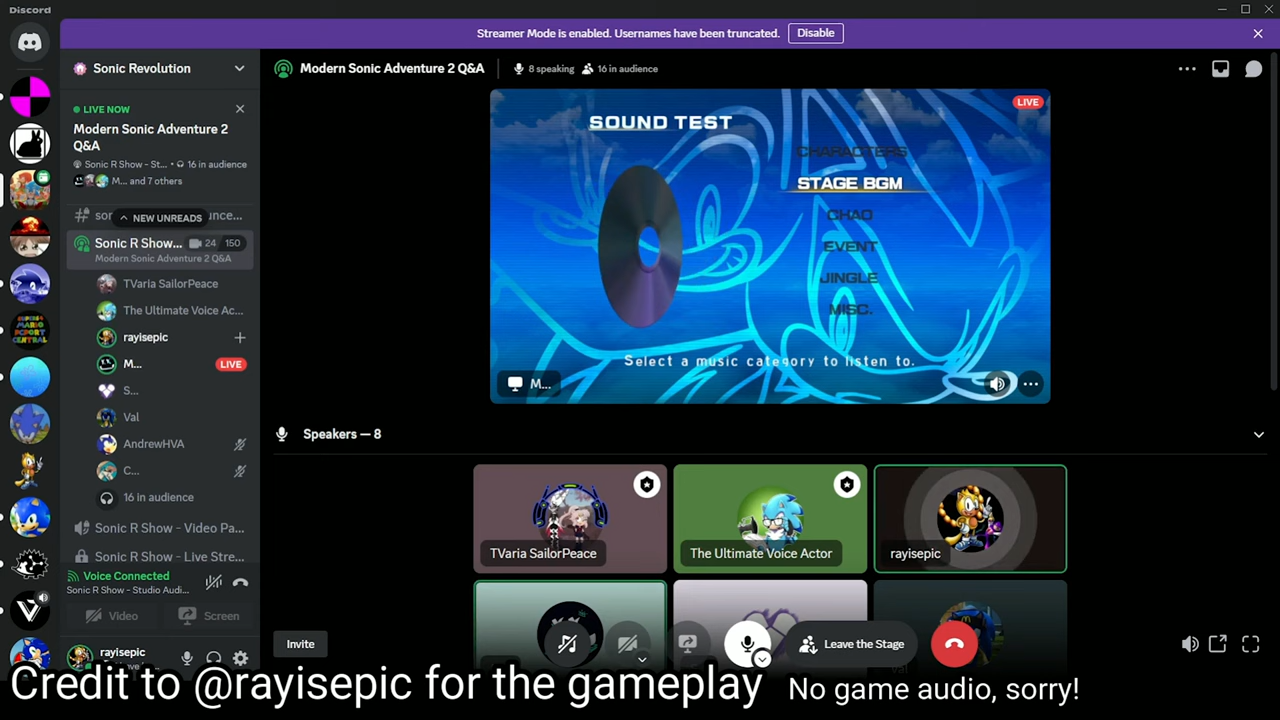 Discord
Streamer Mode is enabled. Usernames have been truncated.
Disable
Sonic Revolution
LIVE NOW
Modern Sonic Adventure 2
Q&A
Sonic R Show - St... • 16 in audience
M... and 7 others
NEW UNREADS
Sonic R Show... 24 150
Modern Sonic Adventure 2 Q&A
TVaria SailorPeace
The Ultimate Voice Ac...
rayisepic
M... LIVE
S...
Val
AndrewHVA
C...
16 in audience
Sonic R Show - Video Pa...
Sonic R Show - Live Stre...
Voice Connected
Sonic R Show - Studio Audi...
Video Screen
rayisepic
Modern Sonic Adventure 2 Q&A
8 speaking 16 in audience
LIVE
SOUND TEST
CHARACTERS
STAGE BGM
CHAO
EVENT
JINGLE
MISC.
Select a music category to listen to.
M...
Speakers — 8
TVaria SailorPeace
The Ultimate Voice Actor
rayisepic
Invite
Leave the Stage
Credit to @rayisepic for the gameplay
No game audio, sorry!